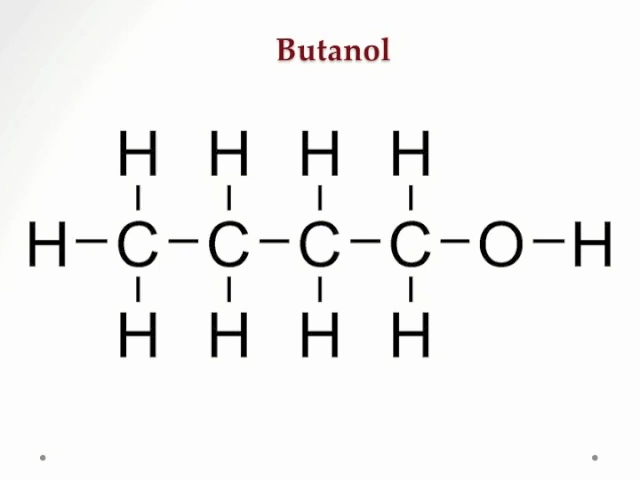 Butanol
H H H H
H－C－C－C－C－O－H
H H H H